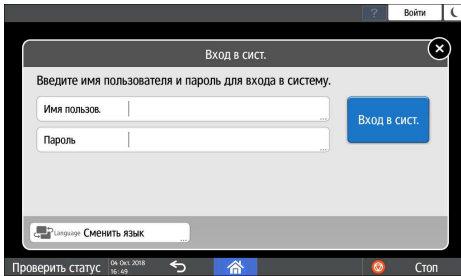 ? Войти
Вход в сист.
Введите имя пользователя и пароль для входа в систему.
Имя пользов.
...
Вход в сист.
Пароль
...
Language Сменить язык
...
Проверить статус
04 Окт 2018
16:49
Стоп